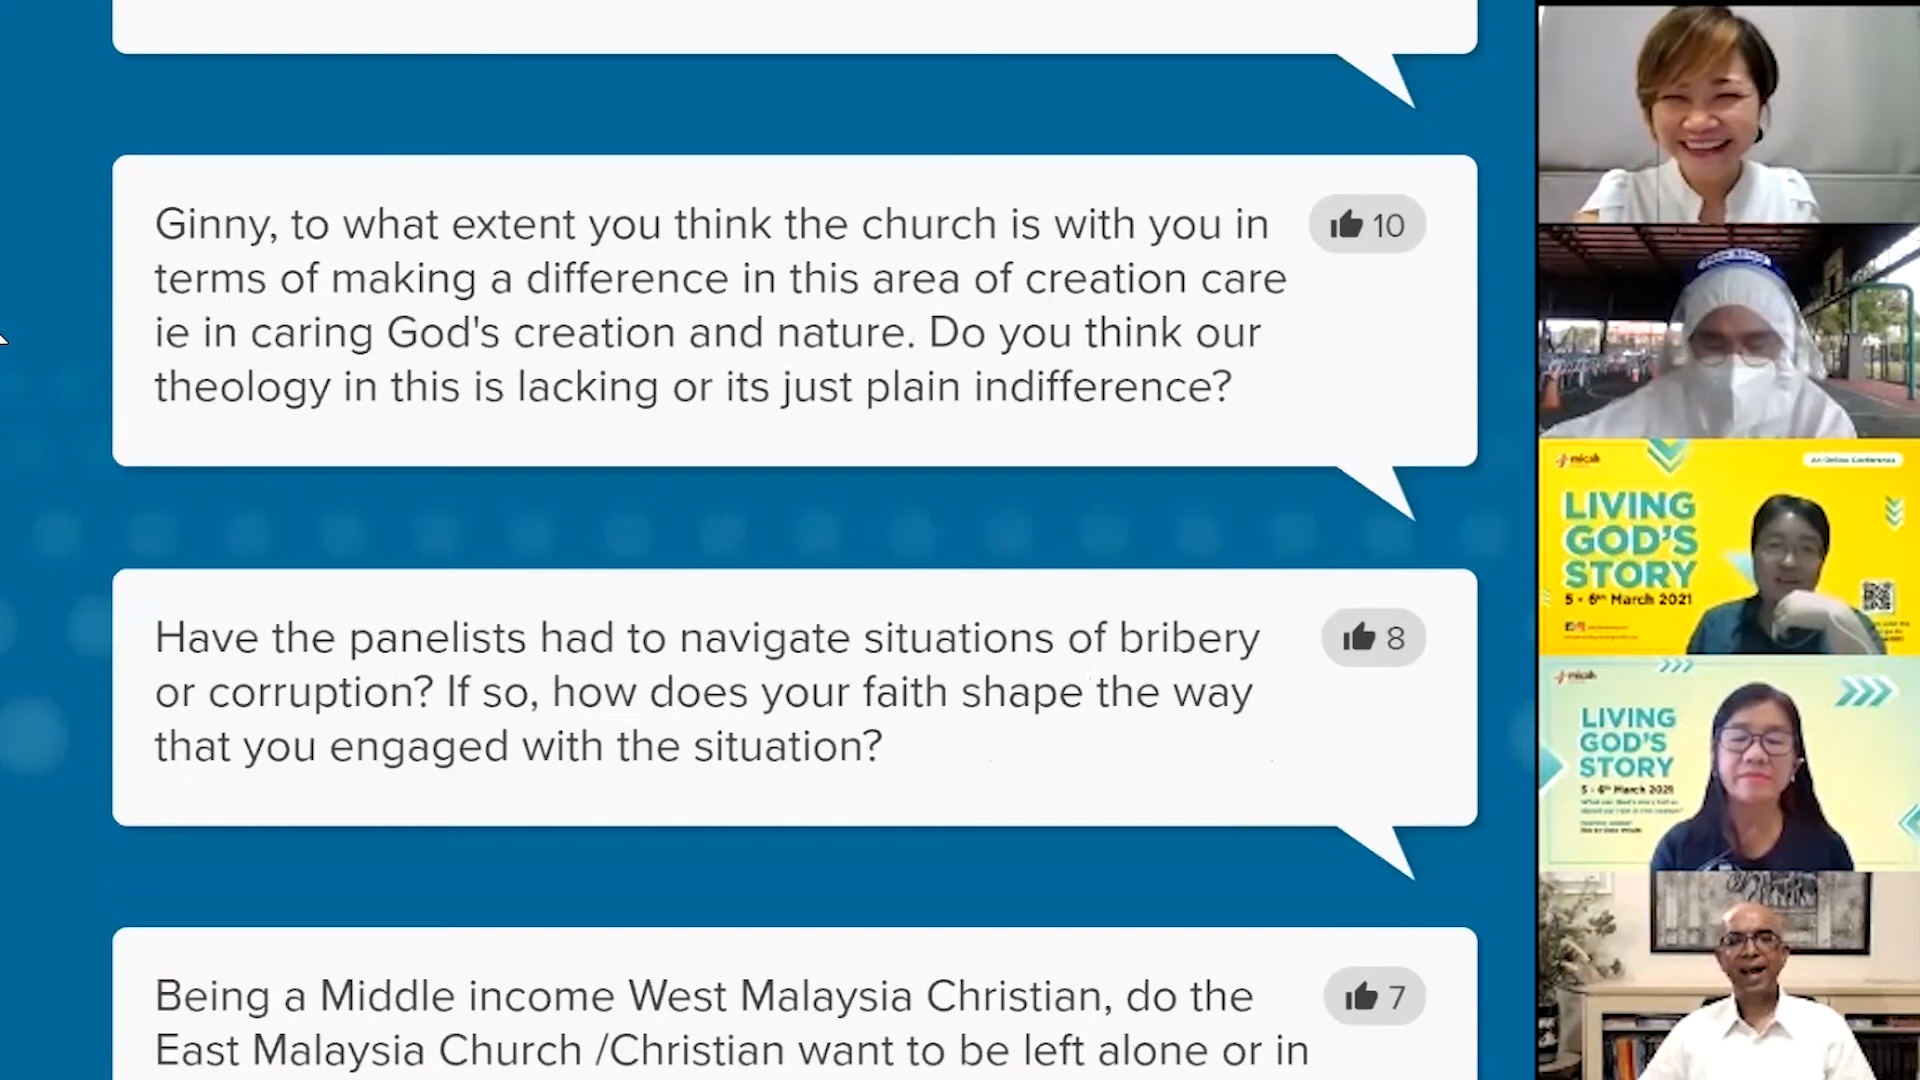 Ginny, to what extent you think the church is with you in
terms of making a difference in this area of creation care
ie in caring God's creation and nature. Do you think our
theology in this is lacking or its just plain indifference?
10
Have the panelists had to navigate situations of bribery
or corruption? If so, how does your faith shape the way
that you engaged with the situation?
8
Being a Middle income West Malaysia Christian, do the
East Malaysia Church /Christian want to be left alone or in
7
micah
An Online Conference
LIVING
GOD'S
STORY
5 - 6th March 2021
micah
LIVING
GOD'S
STORY
5 - 6th March 2021